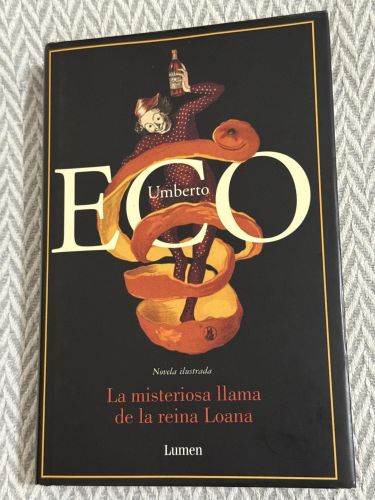 ECO
Umberto
Novela ilustrada
La misteriosa llama
de la reina Loana
Lumen